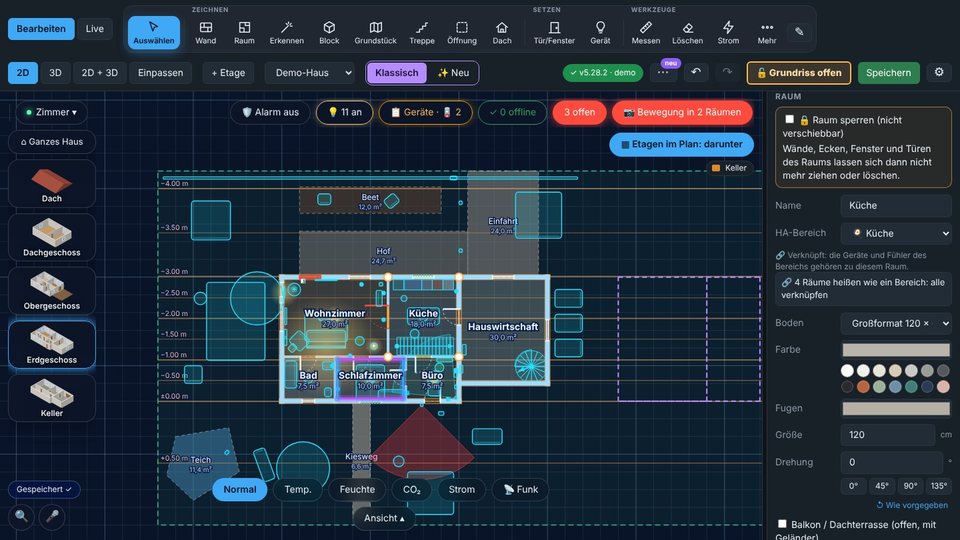 ZEICHNEN
SETZEN
WERKZEUGE
Bearbeiten
Live
Auswählen
Wand
Raum
Erkennen
Block
Grundstück
Treppe
Öffnung
Dach
Tür/Fenster
Gerät
Messen
Löschen
Strom
Mehr
2D
3D
2D + 3D
Einpassen
+ Etage
Demo-Haus
Klassisch
✨ Neu
✓ v5.28.2 · demo
neu
🔓 Grundriss offen
Speichern
Zimmer ▾
🛡️ Alarm aus
💡 11 an
📋 Geräte · 🪫 2
✓ 0 offline
3 offen
📷 Bewegung in 2 Räumen
▦ Etagen im Plan: darunter
Keller
⌂ Ganzes Haus
Dach
Dachgeschoss
Obergeschoss
Erdgeschoss
Keller
−4.00 m
−3.50 m
−3.00 m
−2.50 m
−2.00 m
−1.50 m
−1.00 m
−0.50 m
±0.00 m
+0.50 m
Beet
12,0 m²
Einfahrt
24,0 m²
Hof
24,7 m²
Wohnzimmer
27,0 m²
Küche
18,0 m²
Hauswirtschaft
30,0 m²
Bad
7,5 m²
Schlafzimmer
10,0 m²
Büro
7,5 m²
Teich
11,4 m²
Kiesweg
6,6 m²
Gespeichert ✓
Normal
Temp.
Feuchte
CO₂
Strom
📡 Funk
Ansicht ▴
RAUM
🔒 Raum sperren (nicht
verschiebbar)
Wände, Ecken, Fenster und Türen
des Raums lassen sich dann nicht
mehr ziehen oder löschen.
Name
Küche
HA-Bereich
Küche
🔗 Verknüpft: die Geräte und Fühler des
Bereichs gehören zu diesem Raum.
🔗 4 Räume heißen wie ein Bereich: alle
verknüpfen
Boden
Großformat 120 ×
Farbe
Fugen
Größe
120
cm
Drehung
0
°
0°
45°
90°
135°
↺ Wie vorgegeben
Balkon / Dachterrasse (offen, mit
Geländer)